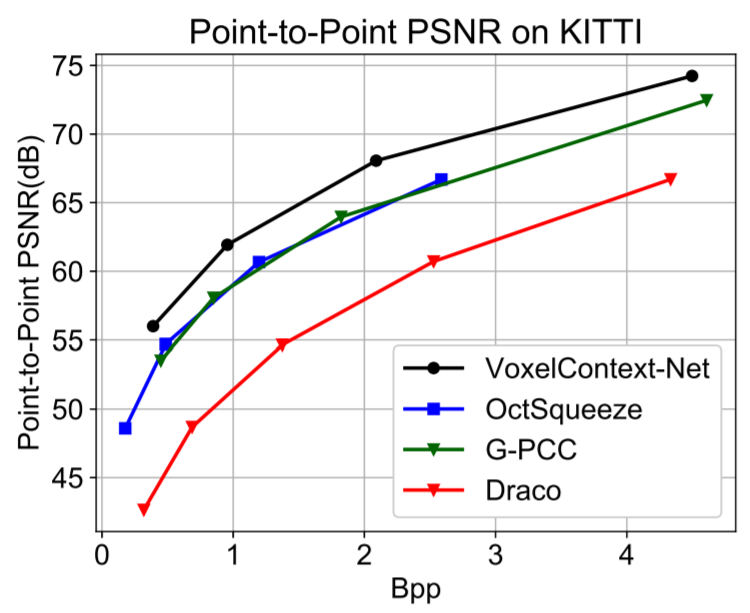 Point-to-Point PSNR on KITTI
Point-to-Point PSNR(dB)
75
70
65
60
55
50
45
VoxelContext-Net
OctSqueeze
G-PCC
Draco
0 1 2 3 4
Bpp